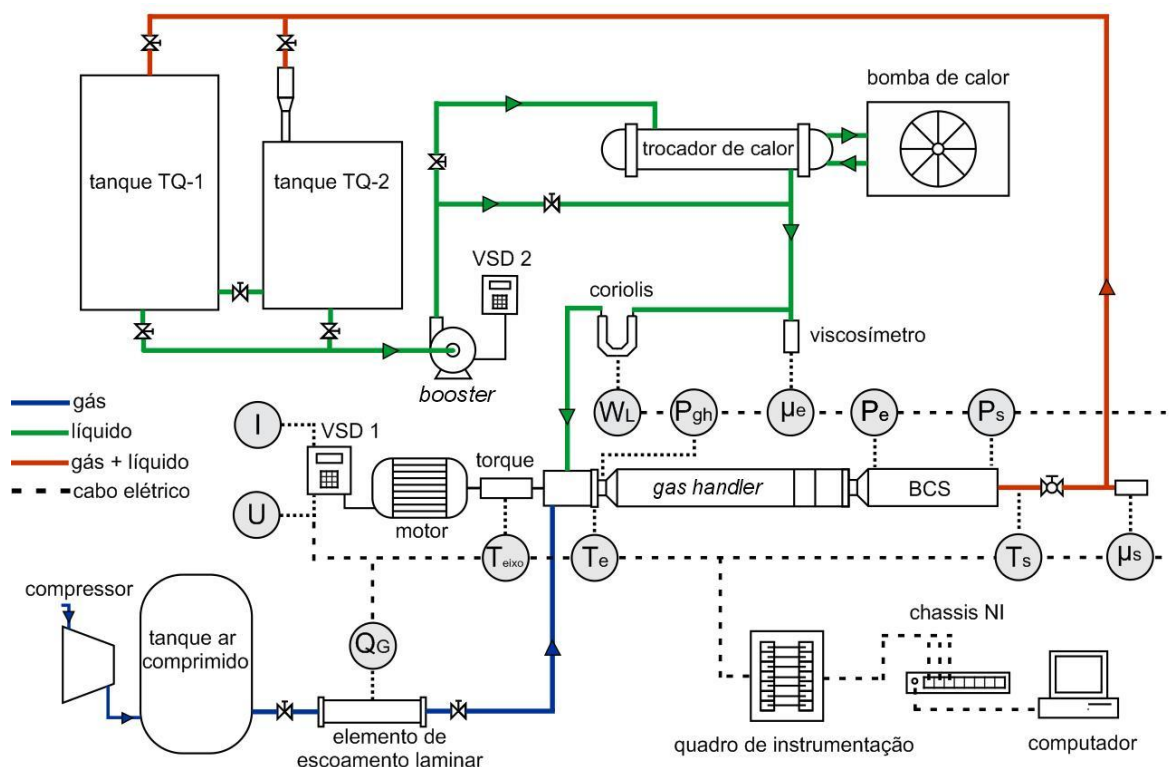 bomba de calor
trocador de calor
tanque TQ-1
tanque TQ-2
VSD 2
coriolis
viscosímetro
booster
gás
líquido
gás + líquido
cabo elétrico
WL
Pgh
μe
Pe
Ps
I
VSD 1
torque
gas handler
BCS
U
motor
Teixo
Te
Ts
μs
compressor
tanque ar
comprimido
QG
chassis NI
elemento de
escoamento laminar
quadro de instrumentação
computador